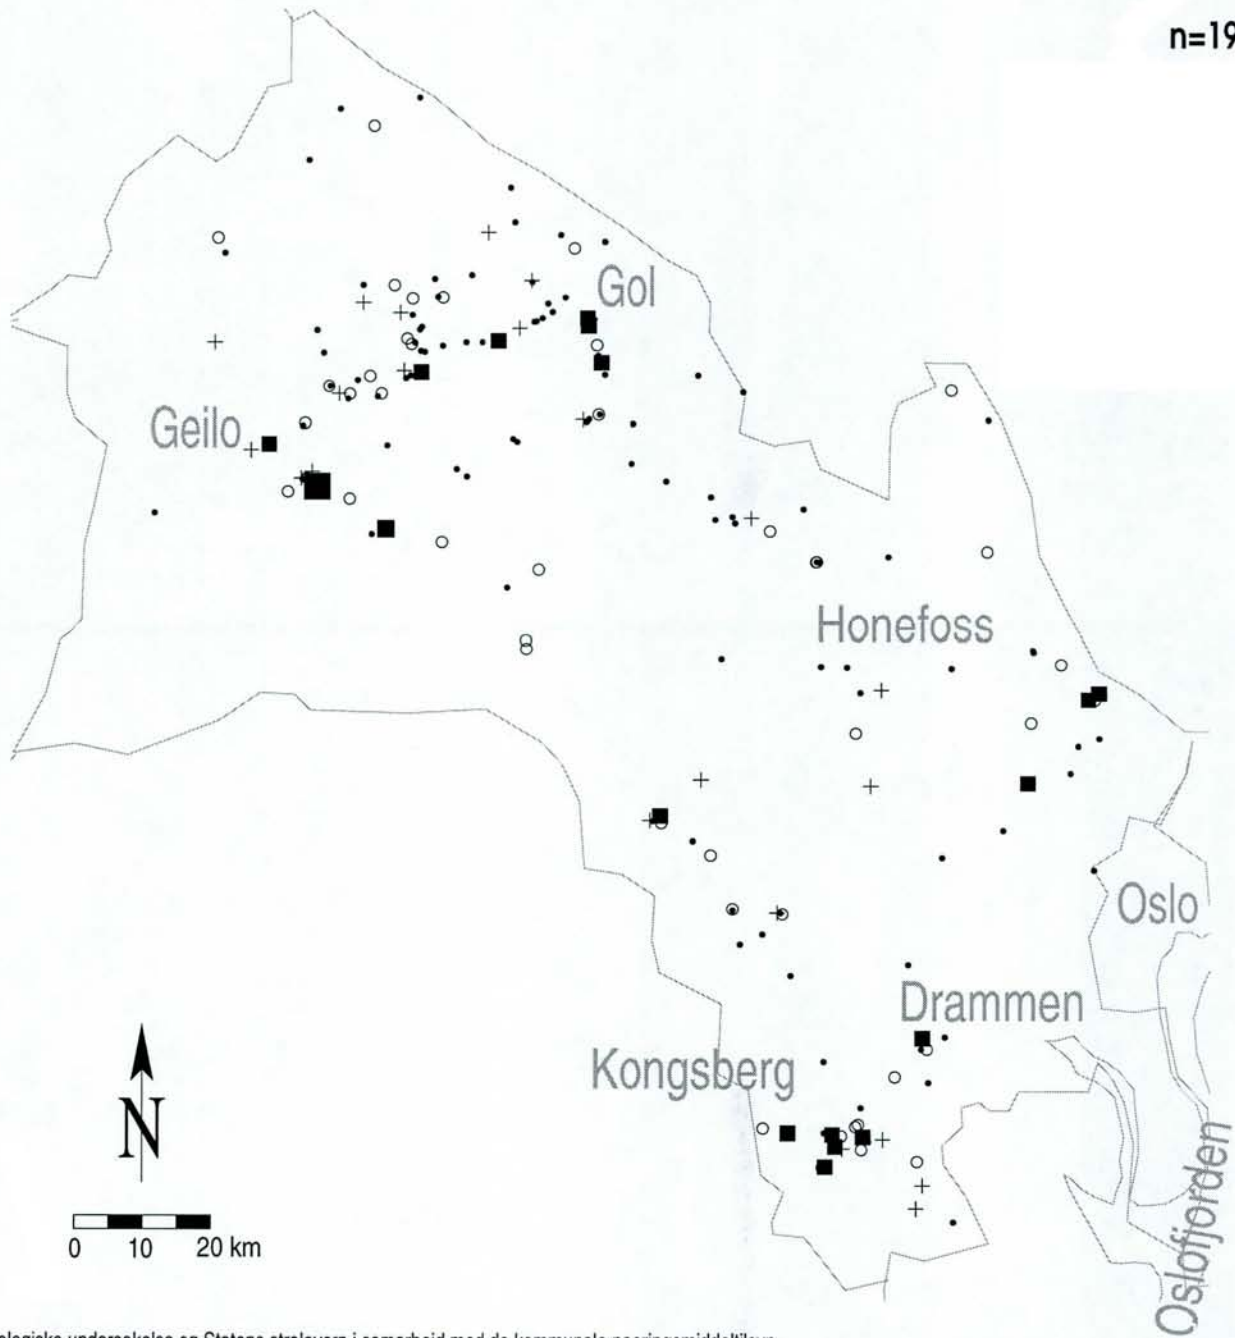 n=19
Gol
Geilo
Honefoss
Oslo
Drammen
Kongsberg
N
0 10 20 km
Oslofjorden